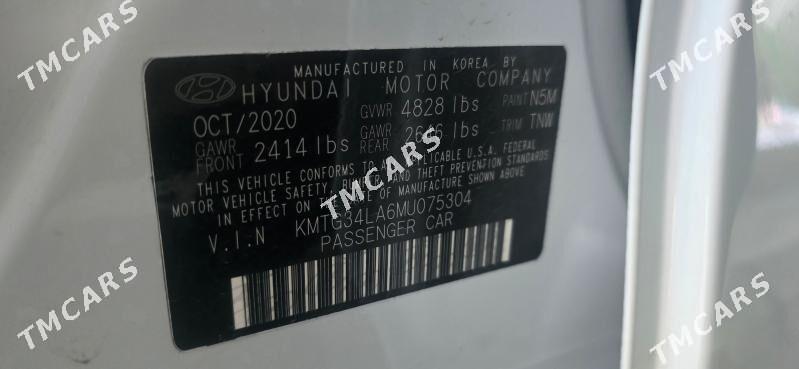 TMCARS
TMCARS
TMCARS
MANUFACTURED IN KOREA BY
HYUNDAI MOTOR COMPANY
OCT/2020 GVWR 4828 lbs PAINT N5M
GAWR FRONT 2414 lbs GAWR REAR lbs TRIM TNW
THIS VEHICLE CONFORMS TO ALL APPLICABLE U.S.A. FEDERAL
MOTOR VEHICLE SAFETY, BUMPER AND THEFT PREVENTION STANDARDS
IN EFFECT ON THE DATE OF MANUFACTURE SHOWN ABOVE.
V.I.N KMTG34LA6MU075304
PASSENGER CAR
TMCARS
TMCARS
TMCARS
TMCARS